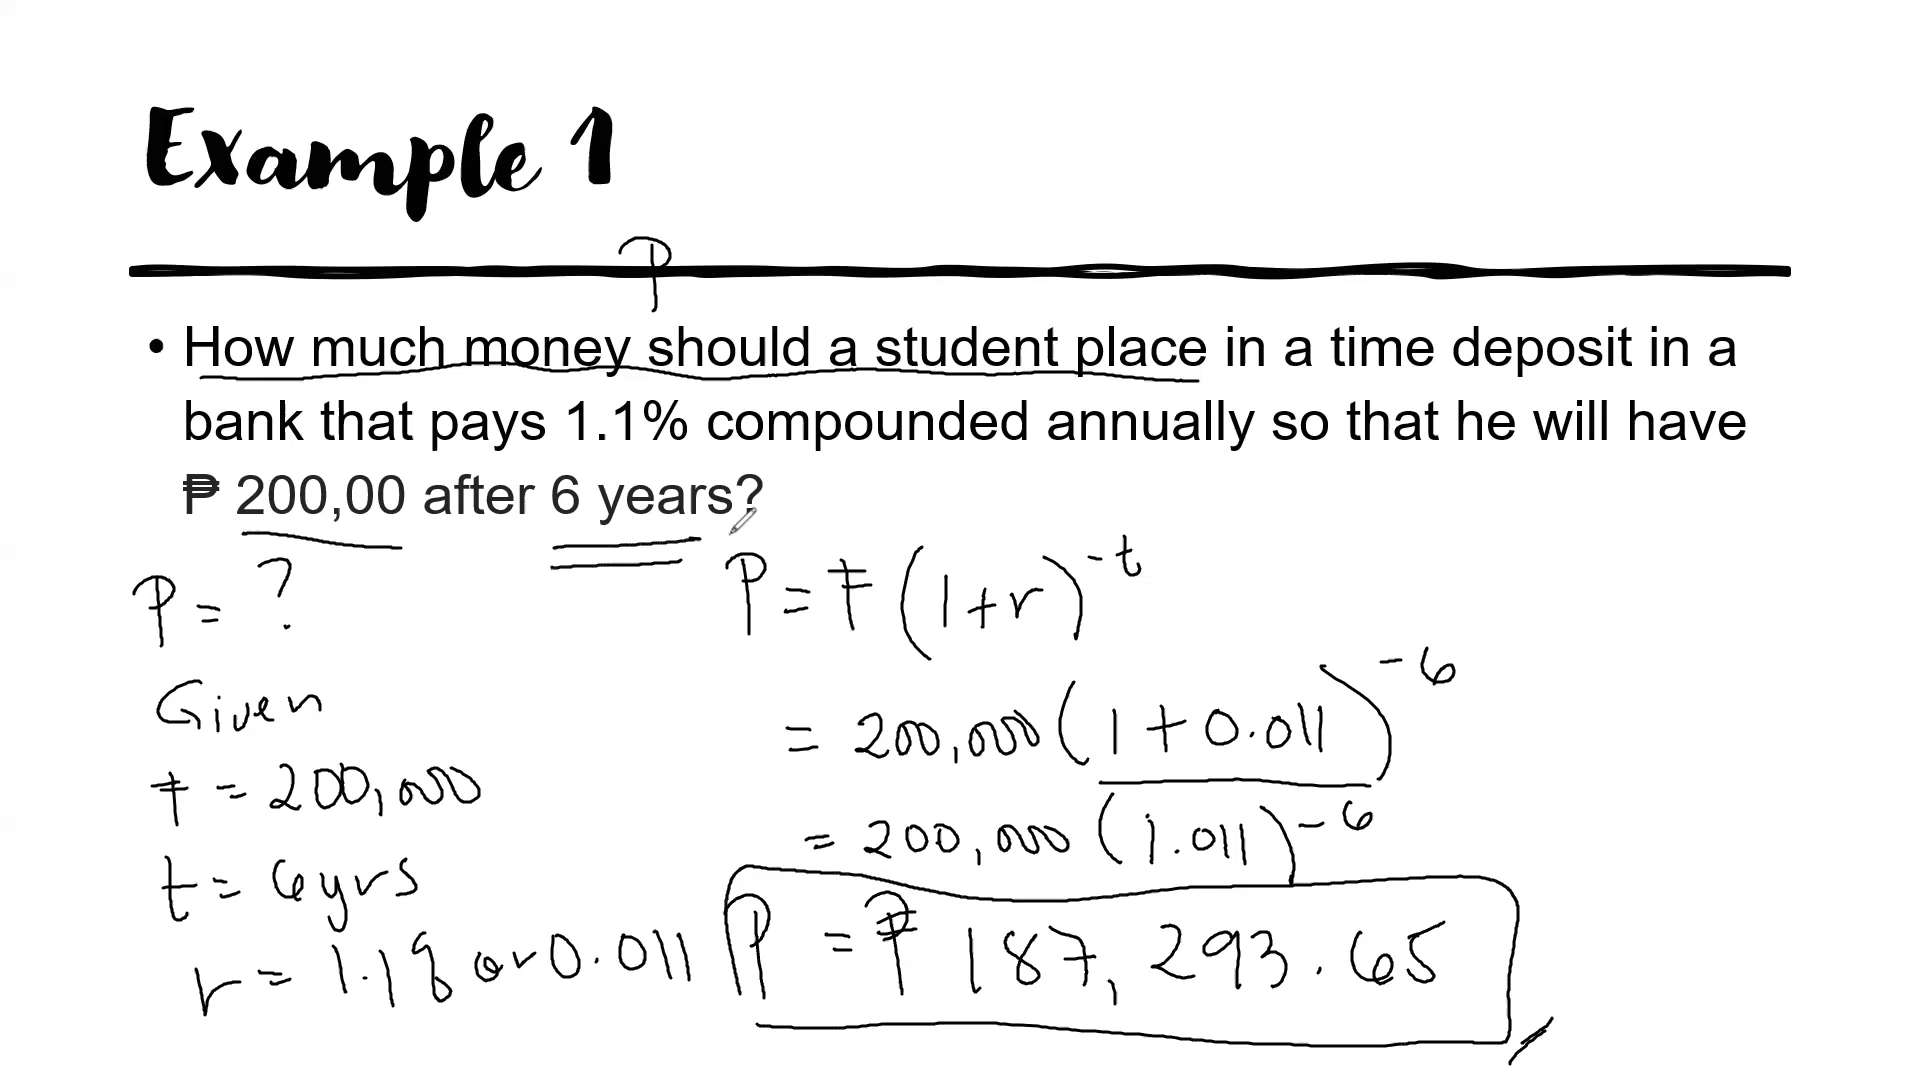 Example 1
P
• How much money should a student place in a time deposit in a
bank that pays 1.1% compounded annually so that he will have
₱ 200,00 after 6 years?
P = ?
P = F (1+r)^-t
Given
= 200,000 (1 + 0.011)^-6
F = 200,000
= 200,000 (1.011)^-6
t = 6yrs
P = ₱ 187,293.65
r = 1.1% or 0.011